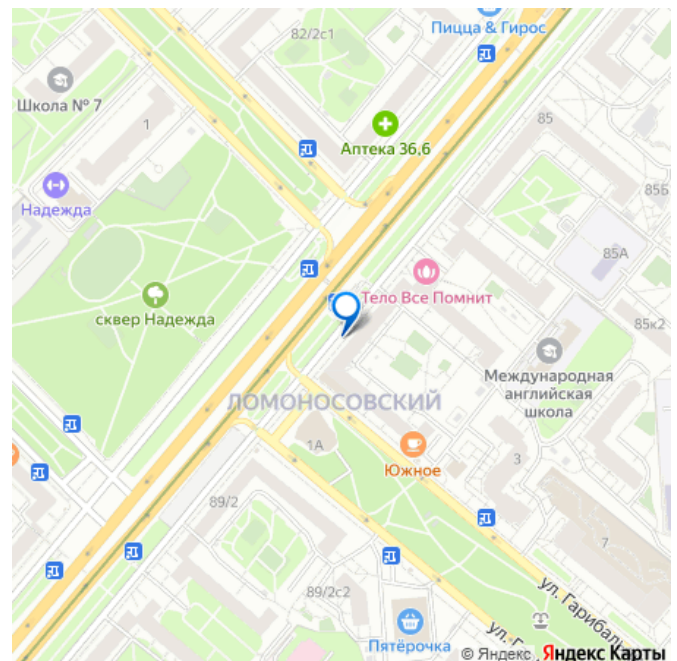 Пицца & Гирос
82/2с1
Школа № 7
1
Аптека 36,6
85
Надежда
85Б
85А
сквер Надежда
Тело Все Помнит
85к2
Международная
английская
школа
ЛОМОНОСОВСКИЙ
1А
Южное
3
89/2
7
89/2с2
ул. Гарибаль
ул. Г
Пятёрочка
© Яндекс
Яндекс Карты